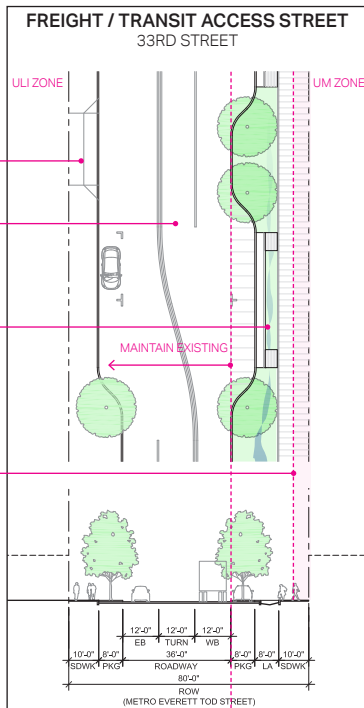 FREIGHT / TRANSIT ACCESS STREET
33RD STREET
ULI ZONE
UM ZONE
MAINTAIN EXISTING
12'-0" 12'-0" 12'-0"
EB TURN WB
10'-0" 8'-0" 36'-0" 8'-0" 8'-0" 10'-0"
SDWK PKG ROADWAY PKG LA SDWK
80'-0"
ROW
(METRO EVERETT TOD STREET)